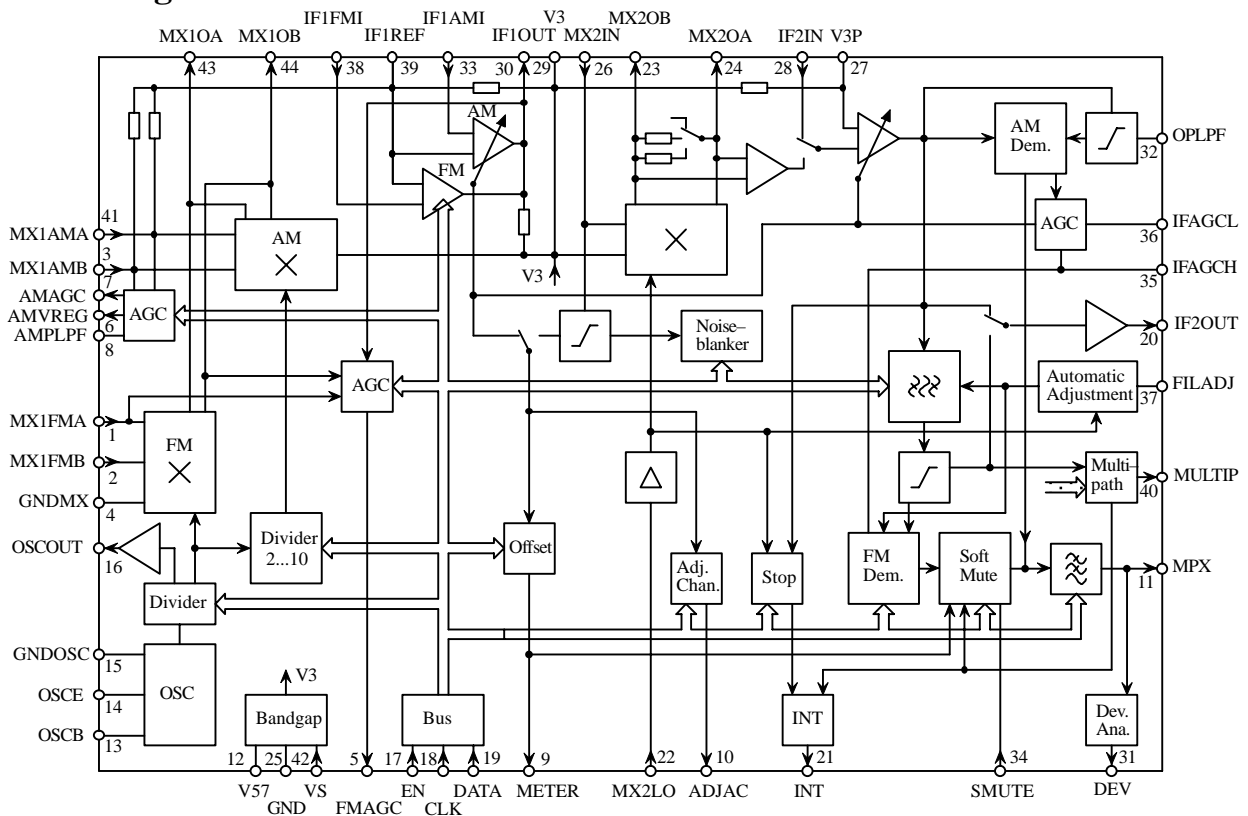 IF1FMI
IF1AMI
V3
MX2OB
MX1OA
MX1OB
IF1REF
IF1OUT
MX2IN
MX2OA
IF2IN
V3P
43
44
38
39
33
30
29
26
23
24
28
27
AM
FM
AM
Dem.
OPLPF
32
41
MX1AMA
3
MX1AMB
7
AMAGC
AMVREG
6
AMPLPF
8
AGC
AM
V3
AGC
IFAGCL
36
IFAGCH
35
IF2OUT
20
Noise–
blanker
AGC
Automatic
Adjustment
FILADJ
37
MX1FMA
1
MX1FMB
2
GNDMX
4
FM
Multi–
path
MULTIP
40
OSCOUT
16
Divider
2...10
Offset
Adj.
Chan.
Stop
FM
Dem.
Soft
Mute
MPX
11
Divider
GNDOSC
15
OSCE
14
OSCB
13
OSC
V3
Bandgap
Bus
INT
Dev.
Ana.
12
25
42
5
17
18
19
9
22
10
21
34
31
V57
GND
VS
FMAGC
EN
CLK
DATA
METER
MX2LO
ADJAC
INT
SMUTE
DEV